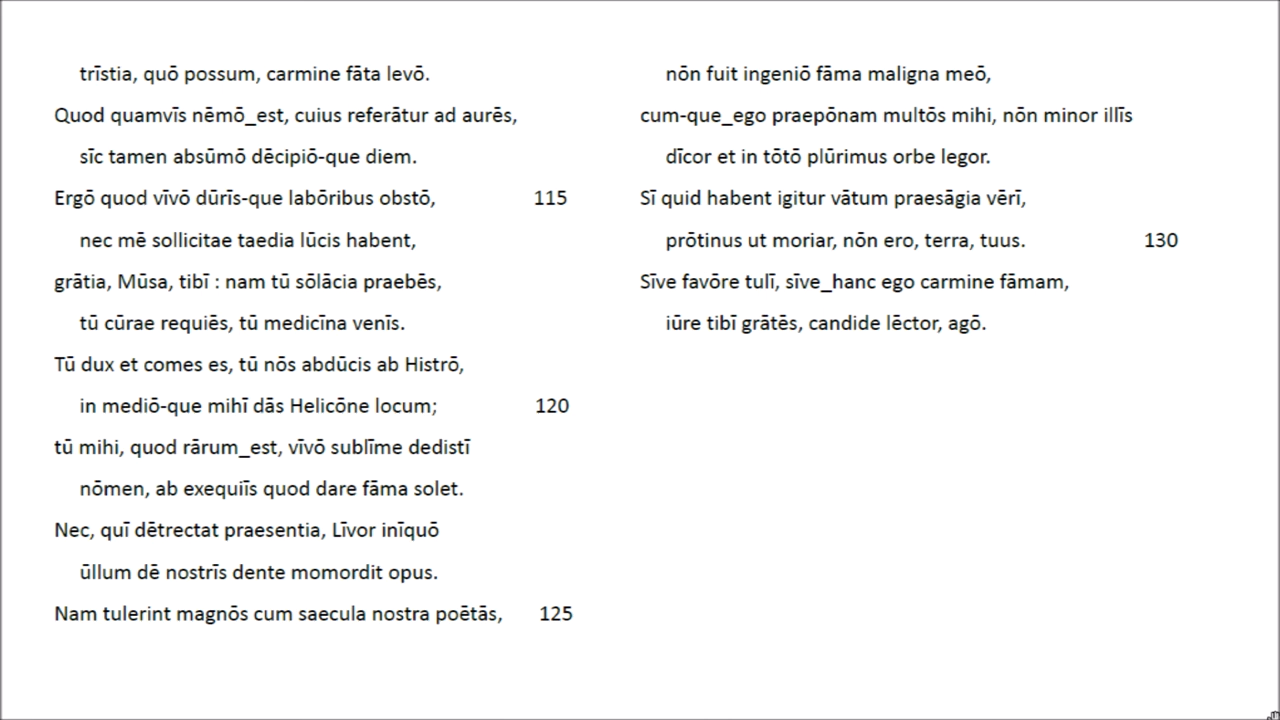 trīstia, quō possum, carmine fāta levō.
Quod quamvīs nēmō_est, cuius referātur ad aurēs,
sīc tamen absūmō dēcipiō-que diem.
Ergō quod vīvō dūrīs-que labōribus obstō, 115
nec mē sollicitae taedia lūcis habent,
grātia, Mūsa, tibī : nam tū sōlācia praebēs,
tū cūrae requiēs, tū medicīna venīs.
Tū dux et comes es, tū nōs abdūcis ab Histrō,
in mediō-que mihī dās Helicōne locum; 120
tū mihi, quod rārum_est, vīvō sublīme dedistī
nōmen, ab exequiīs quod dare fāma solet.
Nec, quī dētrectat praesentia, Līvor inīquō
ūllum dē nostrīs dente momordit opus.
Nam tulerint magnōs cum saecula nostra poētās, 125
nōn fuit ingeniō fāma maligna meō,
cum-que_ego praepōnam multōs mihi, nōn minor illīs
dīcor et in tōtō plūrimus orbe legor.
Sī quid habent igitur vātum praesāgia vērī,
prōtinus ut moriar, nōn ero, terra, tuus. 130
Sīve favōre tulī, sīve_hanc ego carmine fāmam,
iūre tibī grātēs, candide lēctor, agō.